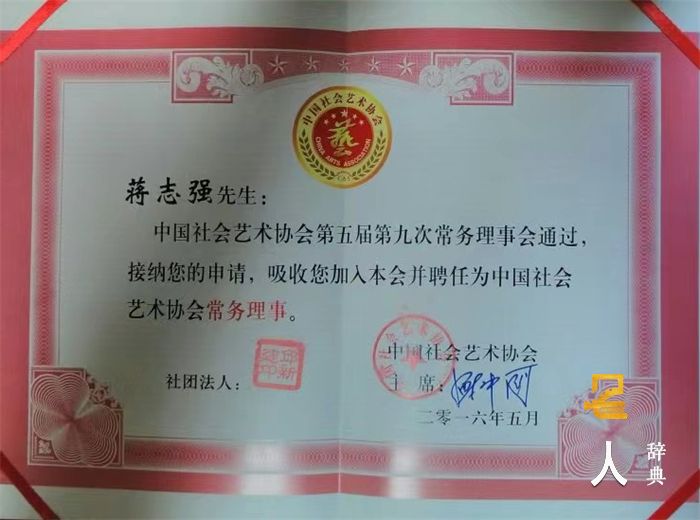 中国社会艺术协会
藝
CHINA ARTS ASSOCIATION
蒋志强先生：
中国社会艺术协会第五届第九次常务理事会通过，
接纳您的申请，吸收您加入本会并聘任为中国社会
艺术协会常务理事。
中国社会艺术协会
社团法人：
主席：
二零一六年五月
人
辞典